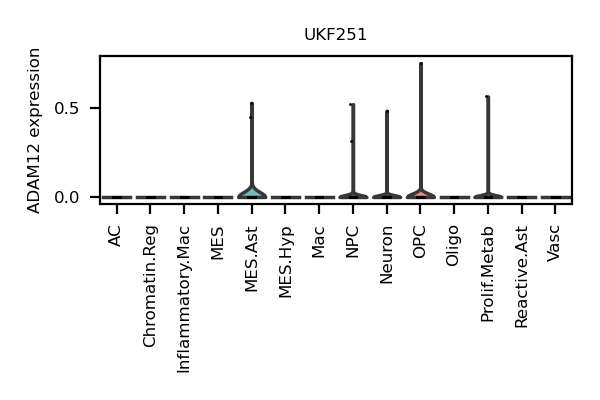 UKF251
ADAM12 expression
0.5
0.0
AC
Chromatin.Reg
Inflammatory.Mac
MES
MES.Ast
MES.Hyp
Mac
NPC
Neuron
OPC
Oligo
Prolif.Metab
Reactive.Ast
Vasc